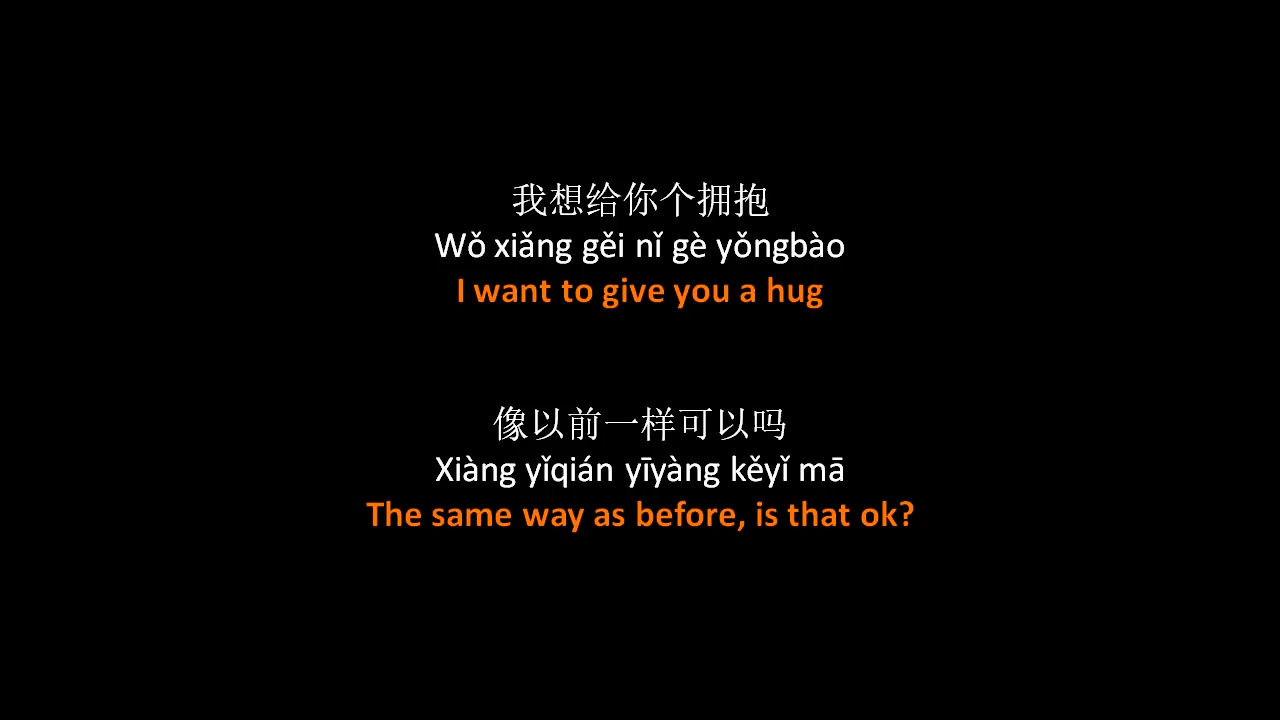 我想给你个拥抱
Wǒ xiǎng gěi nǐ gè yǒngbào
I want to give you a hug
像以前一样可以吗
Xiàng yǐqián yīyàng kěyǐ mā
The same way as before, is that ok?